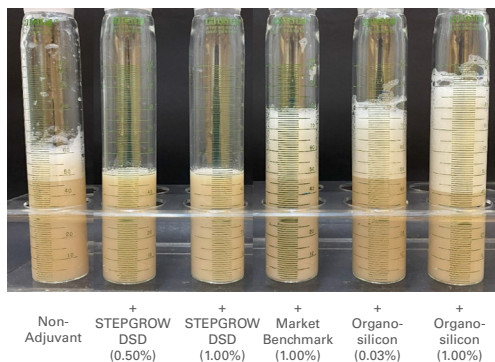 Non-
Adjuvant
+
STEPGROW
DSD
(0.50%)
+
STEPGROW
DSD
(1.00%)
+
Market
Benchmark
(1.00%)
+
Organo-
silicon
(0.03%)
+
Organo-
silicon
(1.00%)